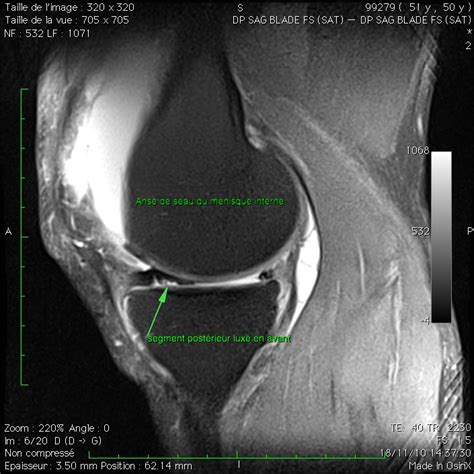 Taille de l'image : 320 x 320
Taille de la vue : 705 x 705
NF : 532 LF : 1071
S
99279 ( 51 y , 50 y )
DP SAG BLADE FS (SAT) — DP SAG BLADE FS (SAT)
*
2
1068
Anse de seau du ménisque interne
A
532
P
-4
segment postérieur luxé en avant
Zoom : 220% Angle : 0
Im : 6/20 D (D -> G)
Non compressé
Epaisseur : 3.50 mm Position : 62.14 mm
I
TE: 40 TR: 2230
FS : 1.5
18/11/10 14:37:30
Made In OsiriX